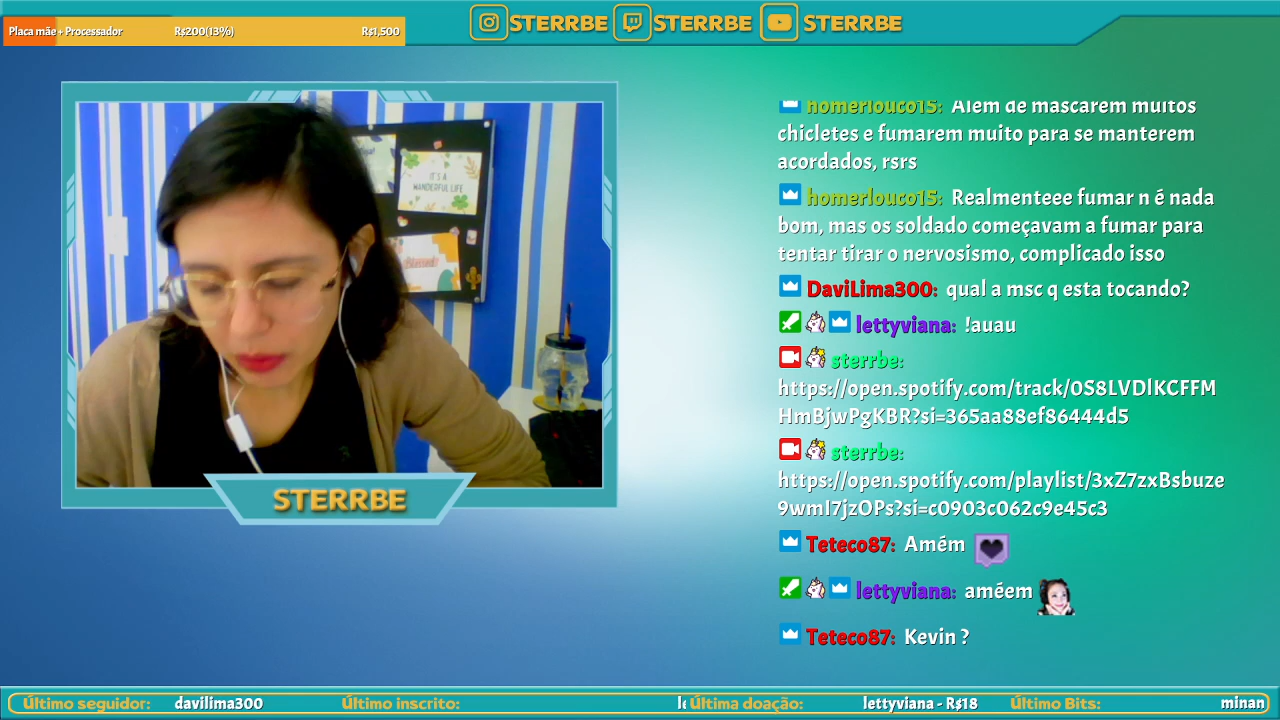 STERRBE STERRBE STERRBE
Placa mãe + Processador R$200(13%) R$1,500
homerlouco15: Além de mascarem muitos
chicletes e fumarem muito para se manterem
acordados, rsrs
homerlouco15: Realmenteee fumar n é nada
bom, mas os soldado começavam a fumar para
tentar tirar o nervosismo, complicado isso
DaviLima300: qual a msc q esta tocando?
lettyviana: !auau
sterrbe:
https://open.spotify.com/track/0S8LVDlKCFFM
HmBjwPgKBR?si=365aa88ef86444d5
sterrbe:
https://open.spotify.com/playlist/3xZ7zxBsbuze
9wmI7jzOPs?si=c0903c062c9e45c3
Teteco87: Amém
lettyviana: améem
Teteco87: Kevin ?
IT'S A
WONDERFUL LIFE
Blessed!
STERRBE
Último seguidor: davilima300 Último inscrito: Última doação: lettyviana - R$18 Último Bits: minan